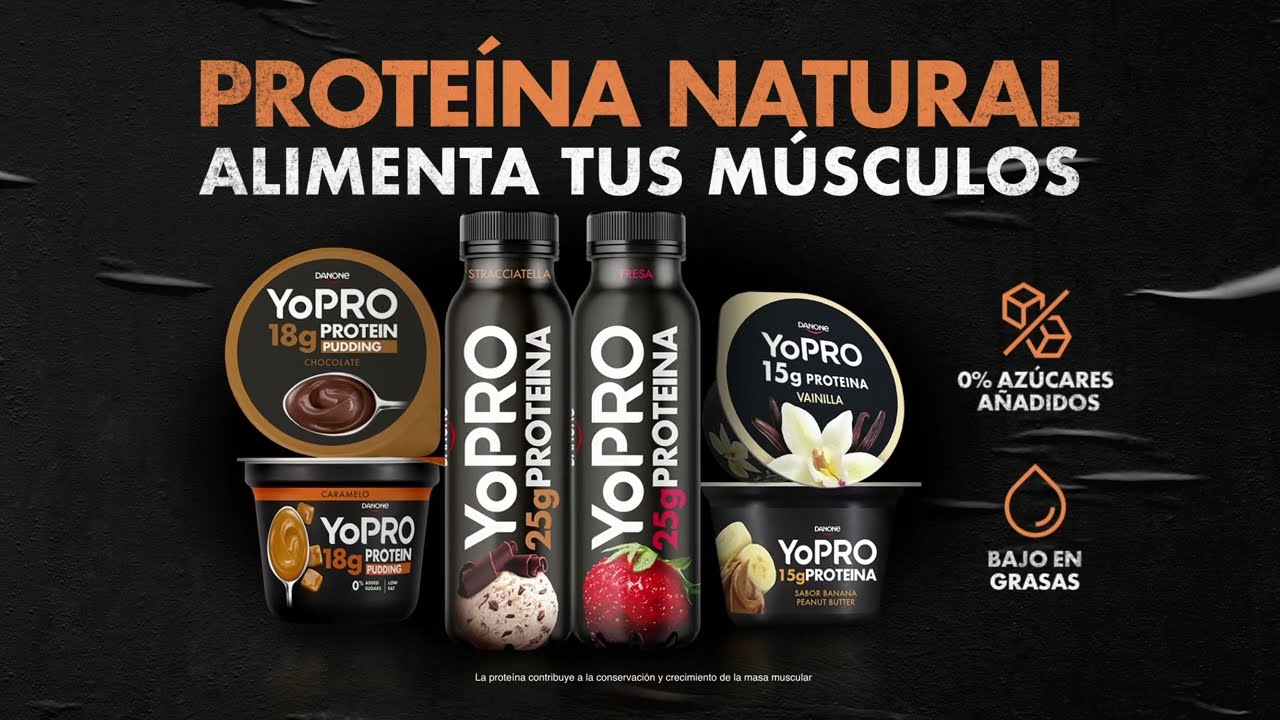 PROTEÍNA NATURAL
ALIMENTA TUS MÚSCULOS
DANONE
YoPRO
18g PROTEIN
PUDDING
CHOCOLATE
CARAMELO
DANONE
YoPRO
18g PROTEIN
PUDDING
0% ADDED SUGARS
LOW FAT
STRACCIATELLA
YoPRO
25g PROTEINA
FRESA
YoPRO
25g PROTEINA
DANONE
YoPRO
15g PROTEINA
VAINILLA
DANONE
YoPRO
15g PROTEINA
SABOR BANANA
PEANUT BUTTER
0% AZÚCARES
AÑADIDOS
BAJO EN
GRASAS
La proteína contribuye a la conservación y crecimiento de la masa muscular